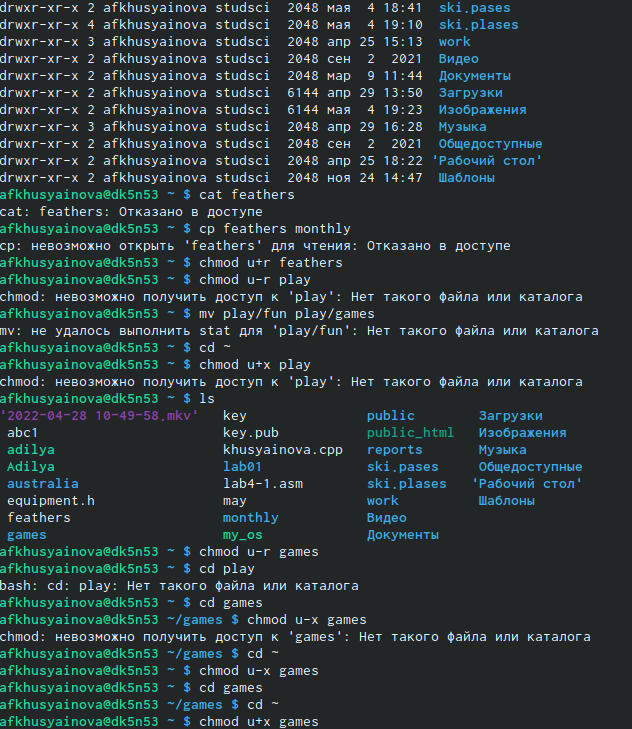 drwxr-xr-x 2 afkhusyainova studsci  2048 мая  4 18:41  ski.pases
drwxr-xr-x 4 afkhusyainova studsci  2048 мая  4 19:10  ski.plases
drwxr-xr-x 3 afkhusyainova studsci  2048 апр 25 15:13  work
drwxr-xr-x 2 afkhusyainova studsci  2048 сен  2  2021  Видео
drwxr-xr-x 2 afkhusyainova studsci  2048 мар  9 11:44  Документы
drwxr-xr-x 2 afkhusyainova studsci  6144 апр 29 13:50  Загрузки
drwxr-xr-x 2 afkhusyainova studsci  6144 мая  4 19:23  Изображения
drwxr-xr-x 3 afkhusyainova studsci  2048 апр 29 16:28  Музыка
drwxr-xr-x 2 afkhusyainova studsci  2048 сен  2  2021  Общедоступные
drwxr-xr-x 2 afkhusyainova studsci  2048 апр 25 18:22 'Рабочий стол'
drwxr-xr-x 2 afkhusyainova studsci  2048 ноя 24 14:47  Шаблоны
afkhusyainova@dk5n53 ~ $ cat feathers
cat: feathers: Отказано в доступе
afkhusyainova@dk5n53 ~ $ cp feathers monthly
cp: невозможно открыть 'feathers' для чтения: Отказано в доступе
afkhusyainova@dk5n53 ~ $ chmod u+r feathers
afkhusyainova@dk5n53 ~ $ chmod u-r play
chmod: невозможно получить доступ к 'play': Нет такого файла или каталога
afkhusyainova@dk5n53 ~ $ mv play/fun play/games
mv: не удалось выполнить stat для 'play/fun': Нет такого файла или каталога
afkhusyainova@dk5n53 ~ $ cd ~
afkhusyainova@dk5n53 ~ $ chmod u+x play
chmod: невозможно получить доступ к 'play': Нет такого файла или каталога
afkhusyainova@dk5n53 ~ $ ls
'2022-04-28 10-49-58.mkv'   key              public        Загрузки
 abc1                       key.pub          public_html   Изображения
 adilya                     khusyainova.cpp  reports       Музыка
 Adilya                     lab01            ski.pases     Общедоступные
 australia                  lab4-1.asm       ski.plases   'Рабочий стол'
 equipment.h                may              work          Шаблоны
 feathers                   monthly          Видео
 games                      my_os            Документы
afkhusyainova@dk5n53 ~ $ chmod u-r games
afkhusyainova@dk5n53 ~ $ cd play
bash: cd: play: Нет такого файла или каталога
afkhusyainova@dk5n53 ~ $ cd games
afkhusyainova@dk5n53 ~/games $ chmod u-x games
chmod: невозможно получить доступ к 'games': Нет такого файла или каталога
afkhusyainova@dk5n53 ~/games $ cd ~
afkhusyainova@dk5n53 ~ $ chmod u-x games
afkhusyainova@dk5n53 ~ $ cd games
afkhusyainova@dk5n53 ~/games $ cd ~
afkhusyainova@dk5n53 ~ $ chmod u+x games